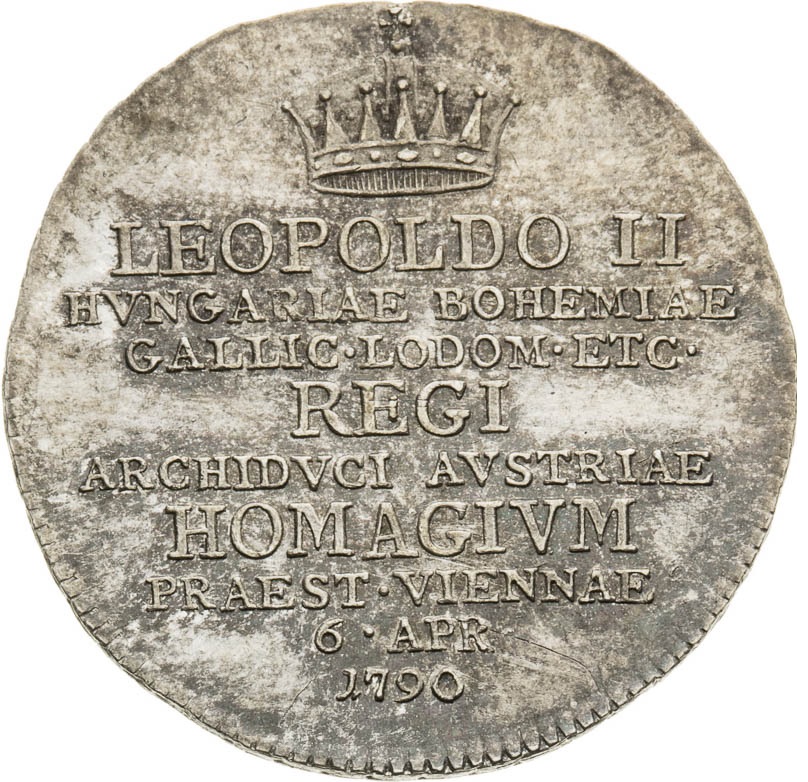 LEOPOLDO II
HVNGARIAE BOHEMIAE
GALLIC·LODOM·ETC·
REGI
ARCHIDVCI AVSTRIAE
HOMAGIVM
PRAEST·VIENNAE
6·APR
1790